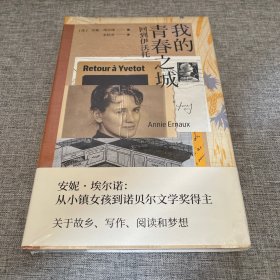 我的
青春之城
回到伊沃托
Retour à Yvetot
Annie Ernaux
安妮·埃尔诺：
从小镇女孩到诺贝尔文学奖得主
关于故乡、写作、阅读和梦想